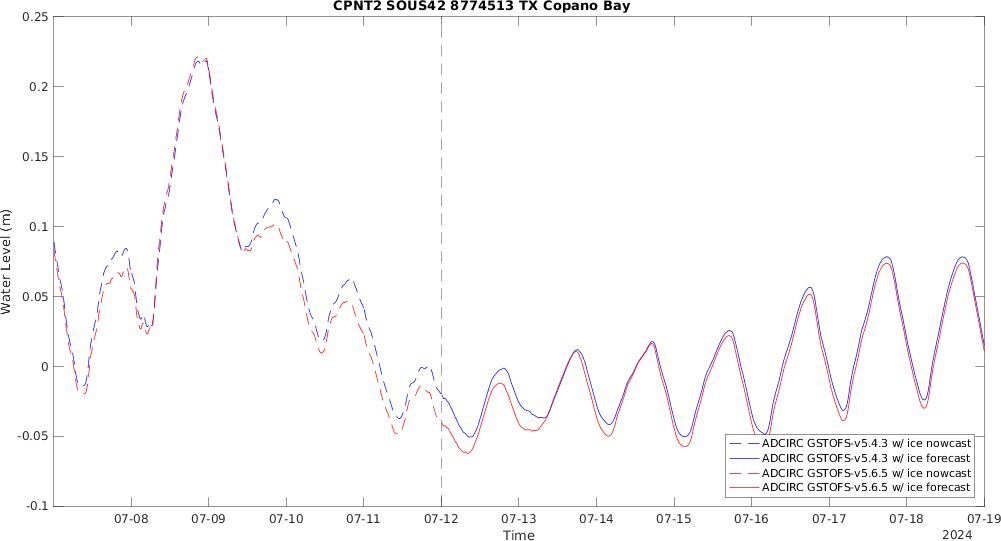 CPNT2 SOUS42 8774513 TX Copano Bay
0.25
0.2
0.15
0.1
0.05
0
-0.05
-0.1
Water Level (m)
ADCIRC GSTOFS-v5.4.3 w/ ice nowcast
ADCIRC GSTOFS-v5.4.3 w/ ice forecast
ADCIRC GSTOFS-v5.6.5 w/ ice nowcast
ADCIRC GSTOFS-v5.6.5 w/ ice forecast
07-08 07-09 07-10 07-11 07-12 07-13 07-14 07-15 07-16 07-17 07-18 07-19
Time
2024